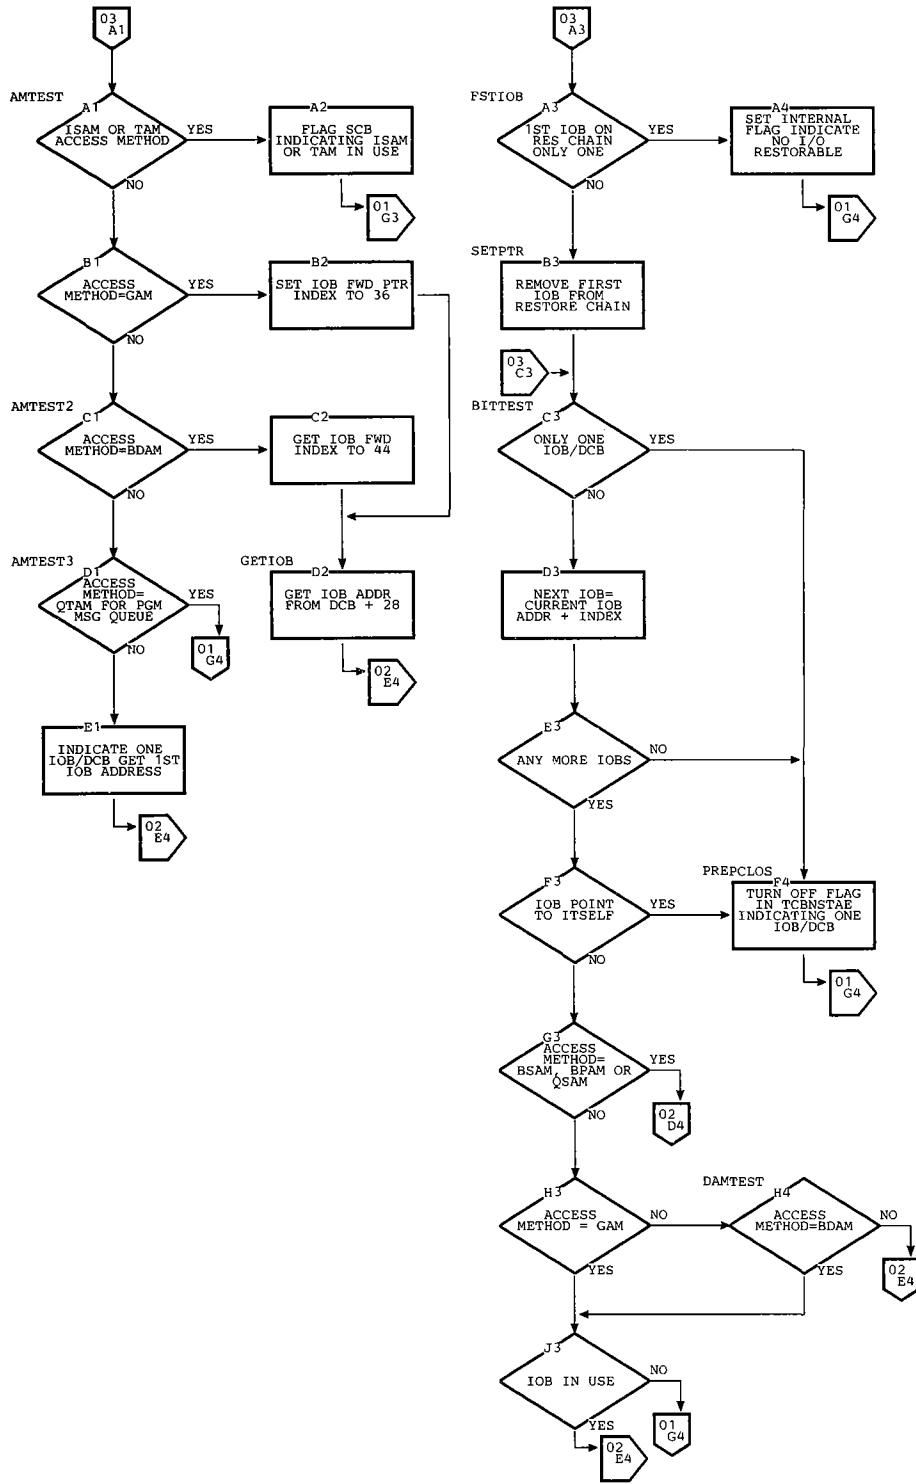 03
A1
AMTEST
A1
ISAM OR TAM
ACCESS METHOD
YES
NO
A2
FLAG SCB
INDICATING ISAM
OR TAM IN USE
01
G3
B1
ACCESS
METHOD=GAM
YES
NO
B2
SET IOB FWD PTR
INDEX TO 36
AMTEST2
C1
ACCESS
METHOD=BDAM
YES
NO
C2
GET IOB FWD
INDEX TO 44
AMTEST3
D1
ACCESS
METHOD=
QTAM FOR PGM
MSG QUEUE
YES
NO
01
G4
GETIOB
D2
GET IOB ADDR
FROM DCB + 28
02
E4
E1
INDICATE ONE
IOB/DCB GET 1ST
IOB ADDRESS
02
E4
03
A3
FSTIOB
A3
1ST IOB ON
RES CHAIN
ONLY ONE
YES
NO
A4
SET INTERNAL
FLAG INDICATE
NO I/O
RESTORABLE
01
G4
SETPTR
B3
REMOVE FIRST
IOB FROM
RESTORE CHAIN
03
C3
BITTEST
C3
ONLY ONE
IOB/DCB
YES
NO
D3
NEXT IOB=
CURRENT IOB
ADDR + INDEX
E3
ANY MORE IOBS
NO
YES
F3
IOB POINT
TO ITSELF
YES
NO
PREPCLOS
F4
TURN OFF FLAG
IN TCBNSTAE
INDICATING ONE
IOB/DCB
01
G4
G3
ACCESS
METHOD=
BSAM, BPAM OR
QSAM
YES
NO
02
D4
H3
ACCESS
METHOD = GAM
NO
YES
DAMTEST
H4
ACCESS
METHOD=BDAM
NO
YES
02
E4
J3
IOB IN USE
NO
YES
01
G4
02
E4